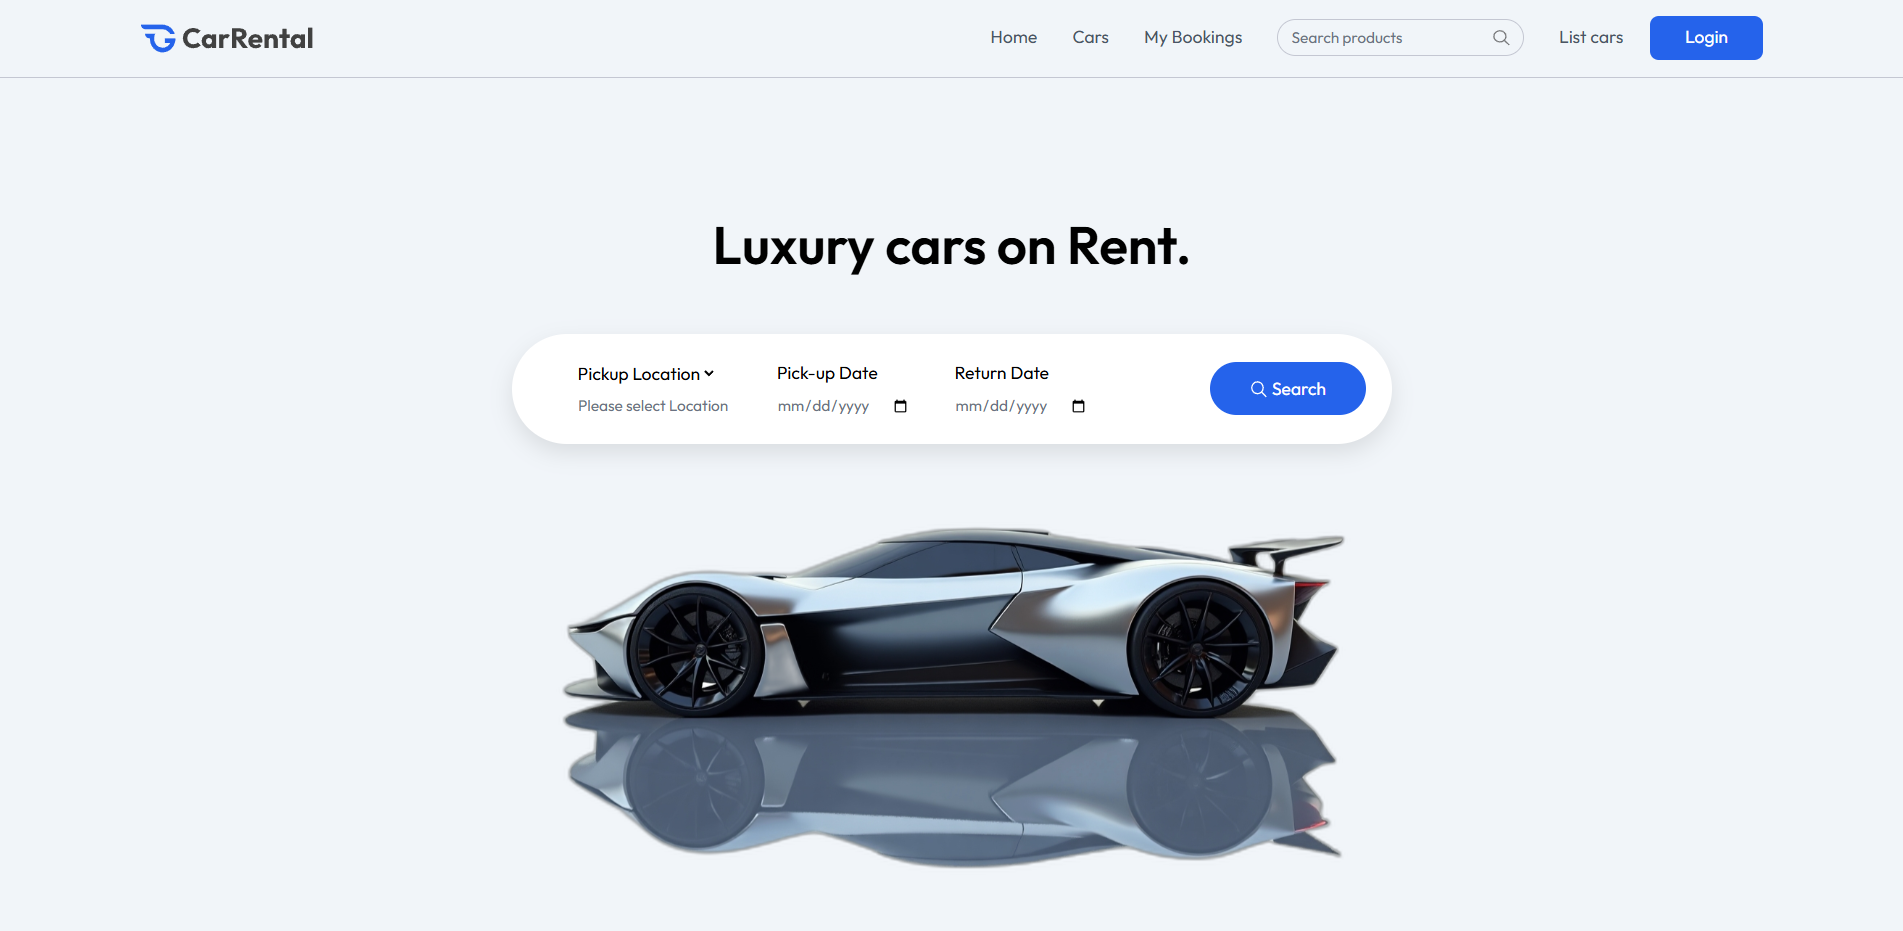 CarRental
Home Cars My Bookings Search products List cars Login
Luxury cars on Rent.
Pickup Location Pick-up Date Return Date
Please select Location mm/dd/yyyy mm/dd/yyyy
Search